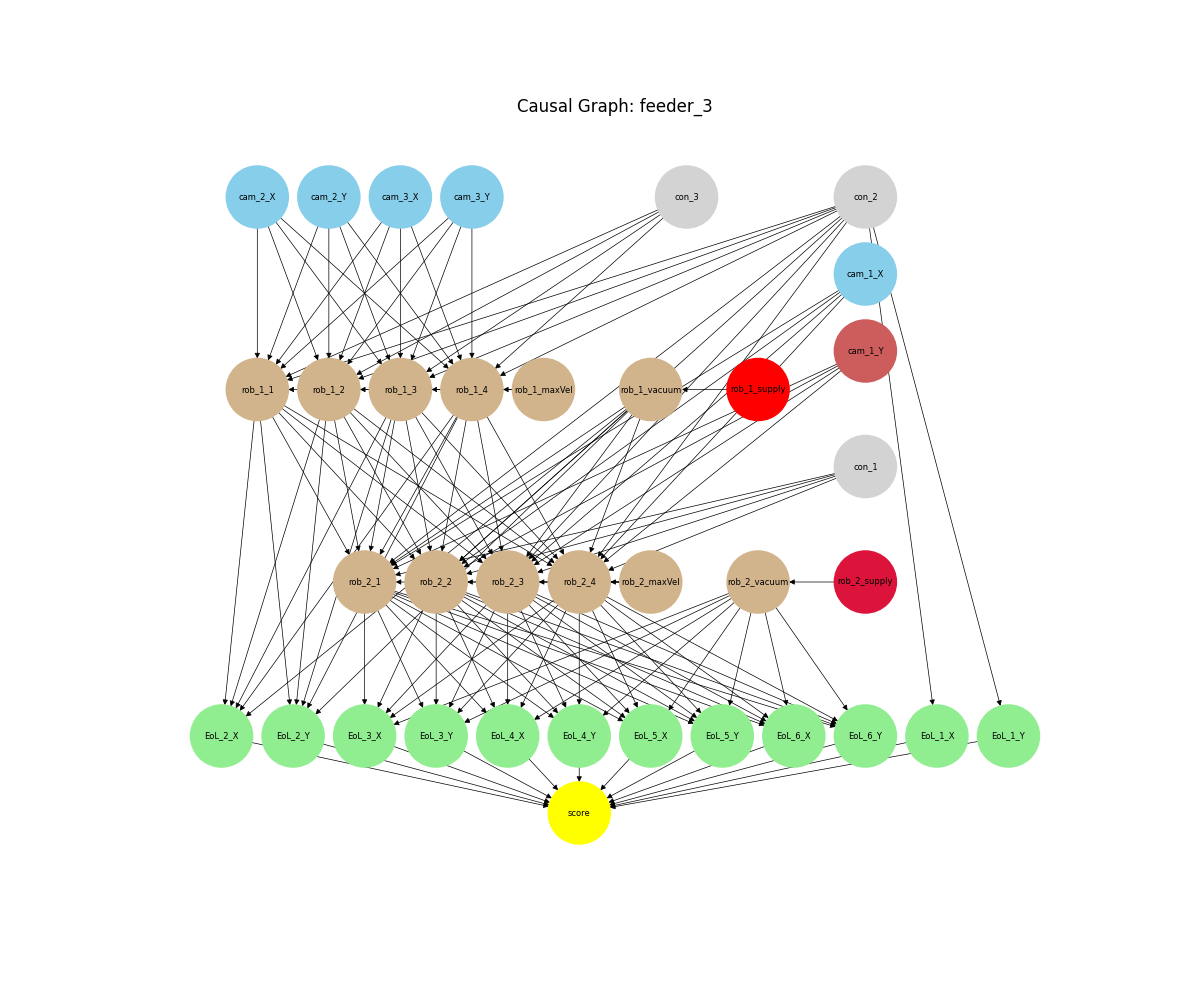 Causal Graph: feeder_3
cam_2_X cam_2_Y cam_3_X cam_3_Y con_3 con_2
cam_1_X
cam_1_Y
rob_1_1 rob_1_2 rob_1_3 rob_1_4 rob_1_maxVel rob_1_vacuum rob_1_supply
con_1
rob_2_1 rob_2_2 rob_2_3 rob_2_4 rob_2_maxVel rob_2_vacuum rob_2_supply
EoL_2_X EoL_2_Y EoL_3_X EoL_3_Y EoL_4_X EoL_4_Y EoL_5_X EoL_5_Y EoL_6_X EoL_6_Y EoL_1_X EoL_1_Y
score